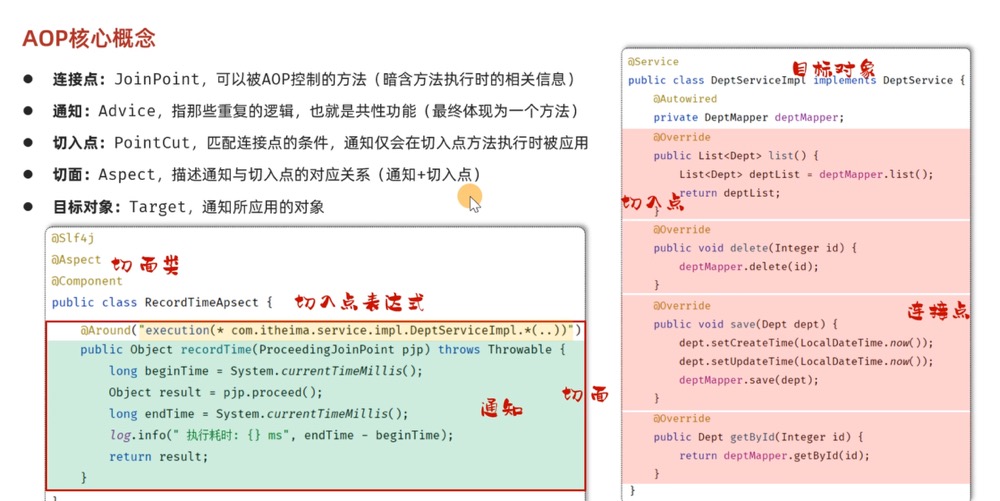 AOP核心概念
● 连接点：JoinPoint，可以被AOP控制的方法（暗含方法执行时的相关信息）
● 通知：Advice，指那些重复的逻辑，也就是共性功能（最终体现为一个方法）
● 切入点：PointCut，匹配连接点的条件，通知仅会在切入点方法执行时被应用
● 切面：Aspect，描述通知与切入点的对应关系（通知+切入点）
● 目标对象：Target，通知所应用的对象
@Slf4j
@Aspect 切面类
@Component
public class RecordTimeApsect { 切入点表达式
@Around("execution(* com.itheima.service.impl.DeptServiceImpl.*(..))")
public Object recordTime(ProceedingJoinPoint pjp) throws Throwable {
long beginTime = System.currentTimeMillis();
Object result = pjp.proceed();
long endTime = System.currentTimeMillis();
log.info(" 执行耗时: {} ms", endTime - beginTime);
return result;
}
通知
切面
@Service
目标对象
public class DeptServiceImpl implements DeptService {
@Autowired
private DeptMapper deptMapper;
@Override
public List<Dept> list() {
List<Dept> deptList = deptMapper.list();
return deptList;
切入点
}
@Override
public void delete(Integer id) {
deptMapper.delete(id);
}
@Override
连接点
public void save(Dept dept) {
dept.setCreateTime(LocalDateTime.now());
dept.setUpdateTime(LocalDateTime.now());
deptMapper.save(dept);
}
@Override
public Dept getById(Integer id) {
return deptMapper.getById(id);
}
}